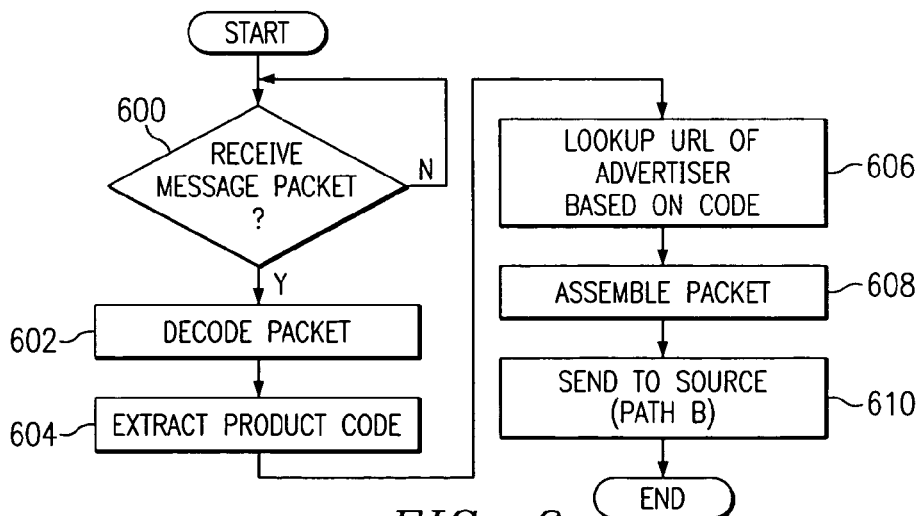 START
600
RECEIVE
MESSAGE PACKET
?
N
Y
602
DECODE PACKET
604
EXTRACT PRODUCT CODE
LOOKUP URL OF
ADVERTISER
BASED ON CODE
606
ASSEMBLE PACKET
608
SEND TO SOURCE
(PATH B)
610
END
FIG.